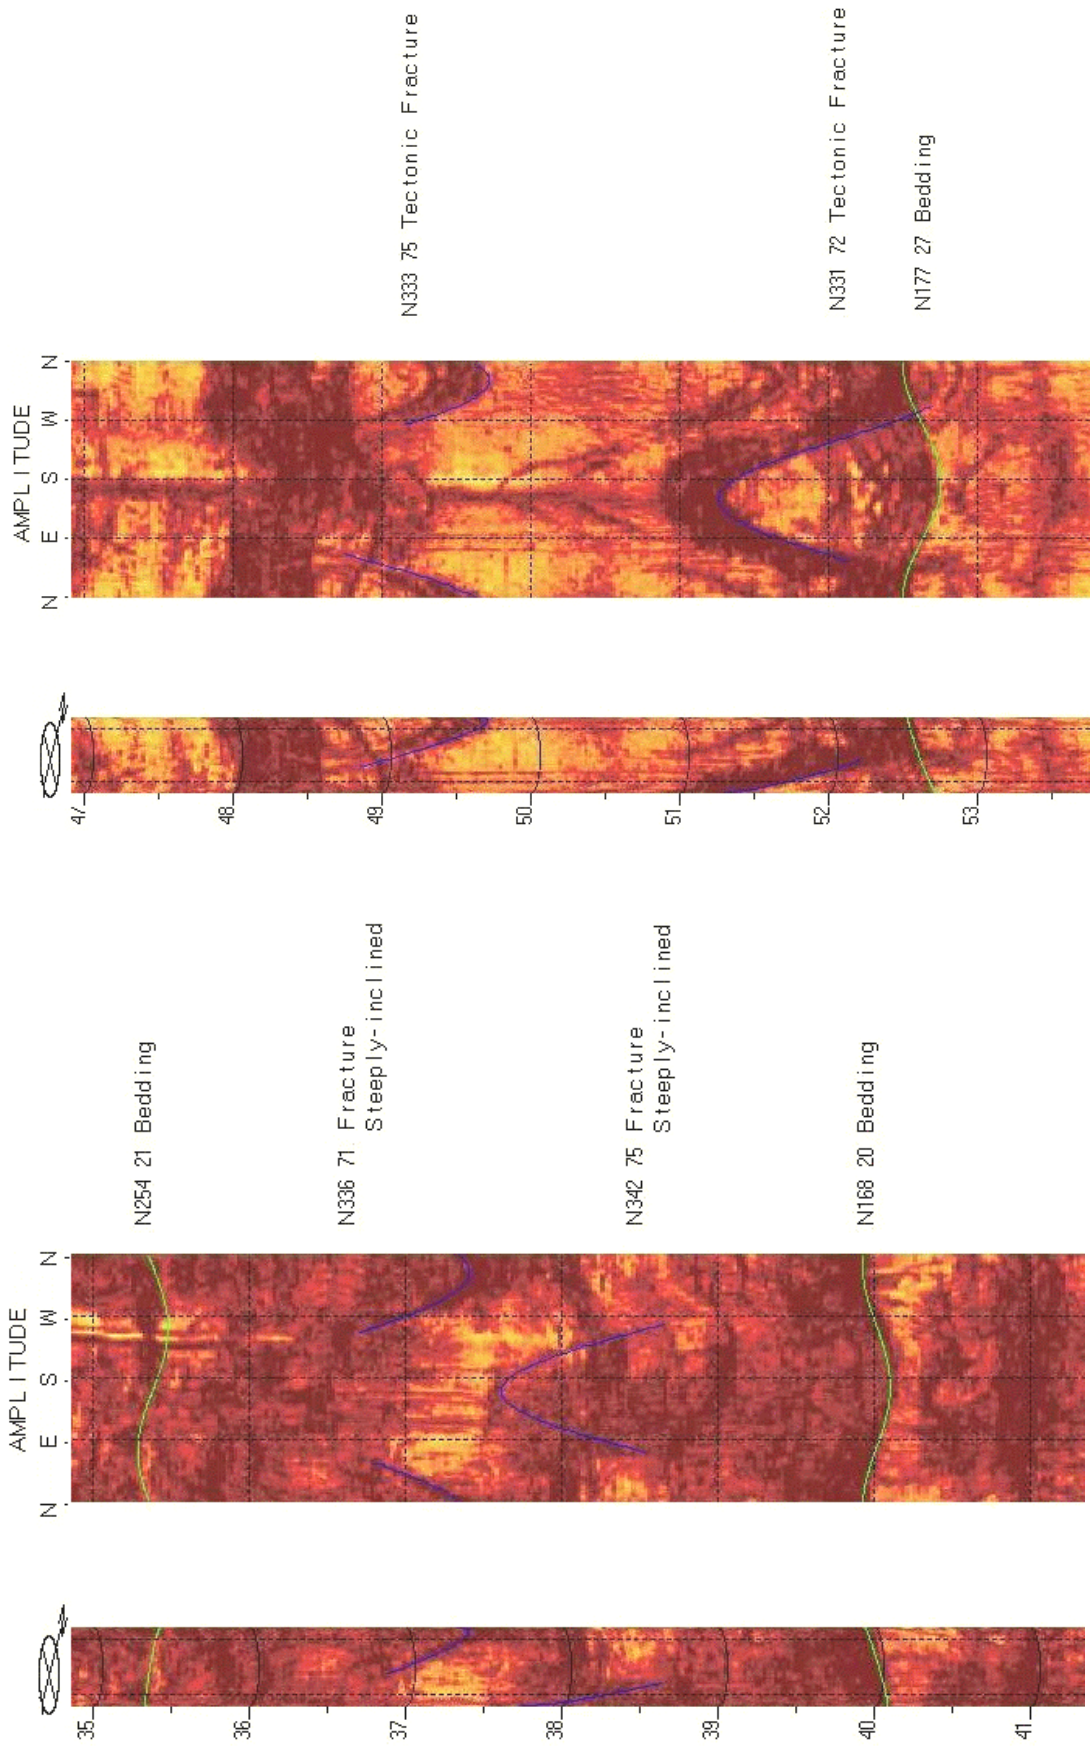 AMPLITUDE
N E S W N
47
48
49
50
51
52
53
N333 75 Tectonic Fracture
N331 72 Tectonic Fracture
N177 27 Bedding
AMPLITUDE
N E S W N
35
36
37
38
39
40
41
N254 21 Bedding
N336 71 Fracture
Steeply-inclined
N342 75 Fracture
Steeply-inclined
N168 20 Bedding